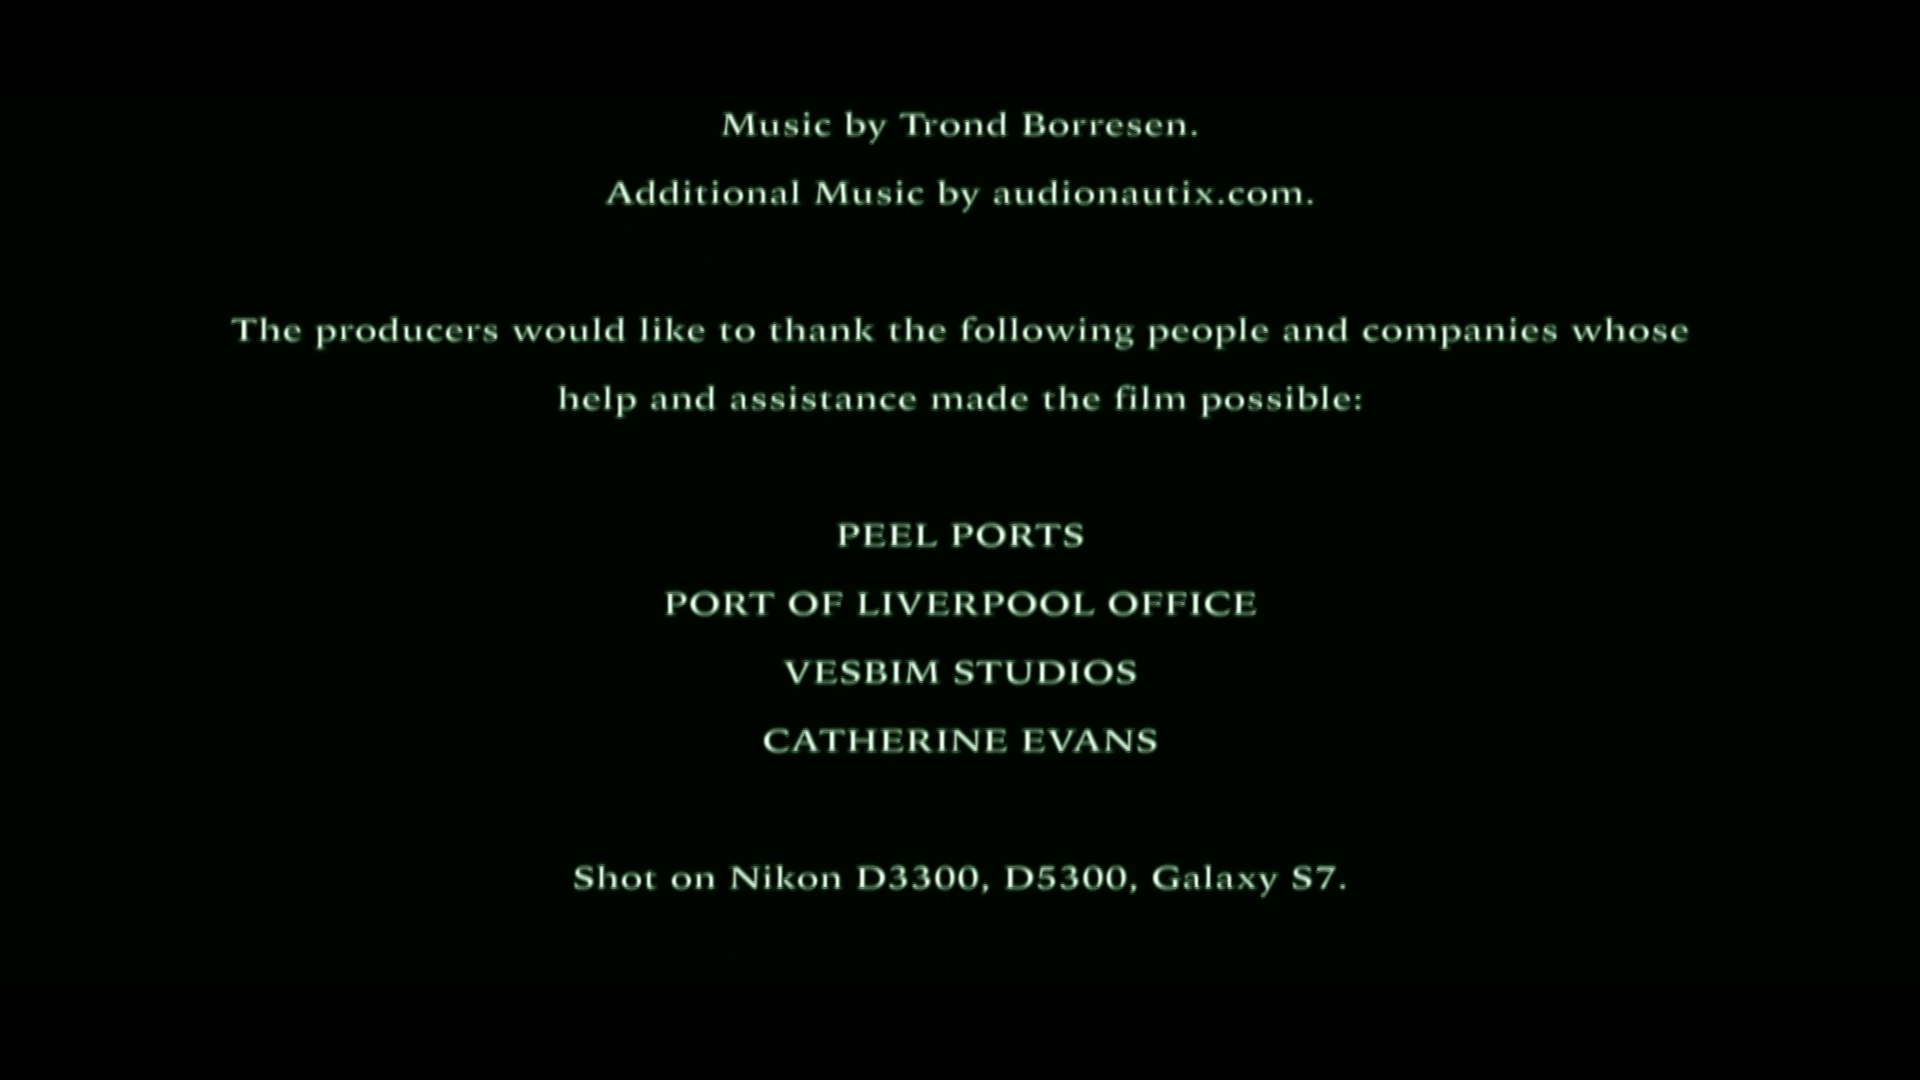 Music by Trond Borresen.
Additional Music by audionautix.com.
The producers would like to thank the following people and companies whose
help and assistance made the film possible:
PEEL PORTS
PORT OF LIVERPOOL OFFICE
VESBIM STUDIOS
CATHERINE EVANS
Shot on Nikon D3300, D5300, Galaxy S7.